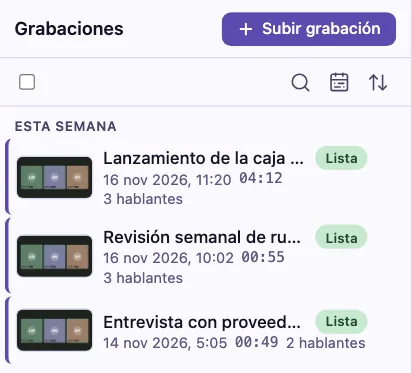 Grabaciones
+ Subir grabación
ESTA SEMANA
Lanzamiento de la caja ... Lista
16 nov 2026, 11:20 04:12
3 hablantes
Revisión semanal de ru... Lista
16 nov 2026, 10:02 00:55
3 hablantes
Entrevista con proveed... Lista
14 nov 2026, 5:05 00:49 2 hablantes